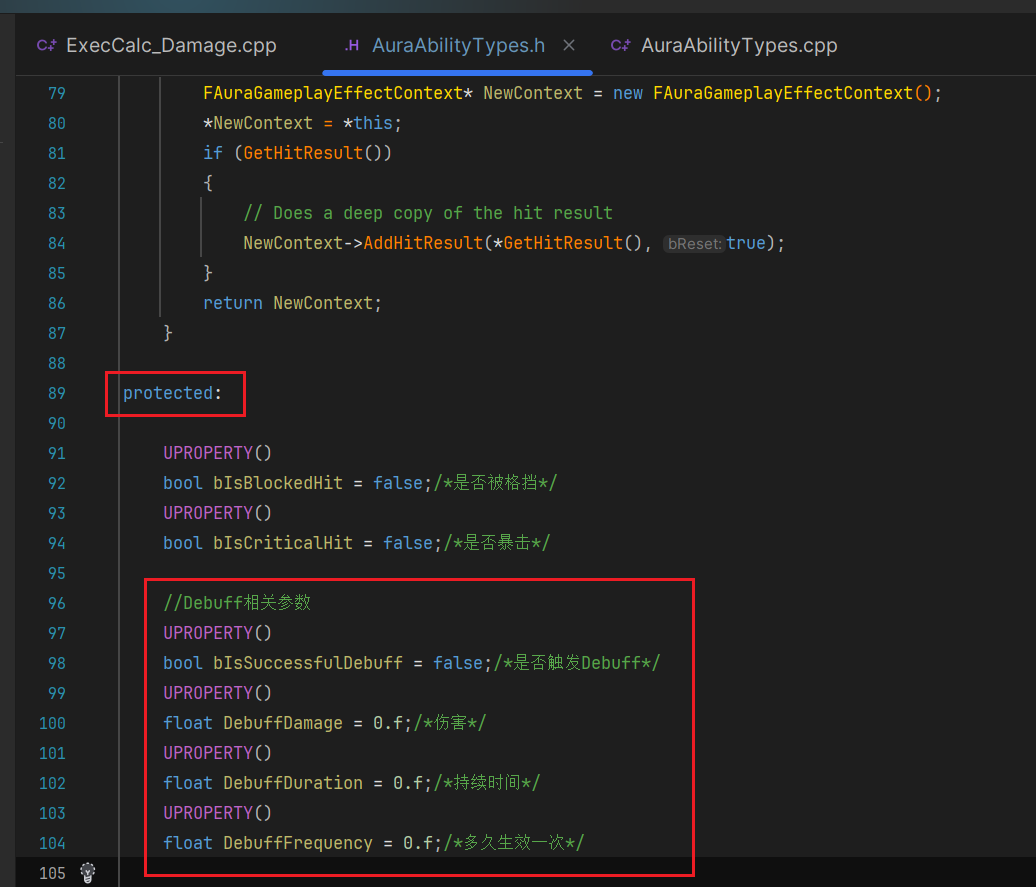 ExecCalc_Damage.cpp .H AuraAbilityTypes.h AuraAbilityTypes.cpp
79 FAuraGameplayEffectContext* NewContext = new FAuraGameplayEffectContext();
80 *NewContext = *this;
81 if (GetHitResult())
82 {
83 // Does a deep copy of the hit result
84 NewContext->AddHitResult(*GetHitResult(), bReset: true);
85 }
86 return NewContext;
87 }
88
89 protected:
90
91 UPROPERTY()
92 bool bIsBlockedHit = false;/*是否被格挡*/
93 UPROPERTY()
94 bool bIsCriticalHit = false;/*是否暴击*/
95
96 //Debuff相关参数
97 UPROPERTY()
98 bool bIsSuccessfulDebuff = false;/*是否触发Debuff*/
99 UPROPERTY()
100 float DebuffDamage = 0.f;/*伤害*/
101 UPROPERTY()
102 float DebuffDuration = 0.f;/*持续时间*/
103 UPROPERTY()
104 float DebuffFrequency = 0.f;/*多久生效一次*/
105